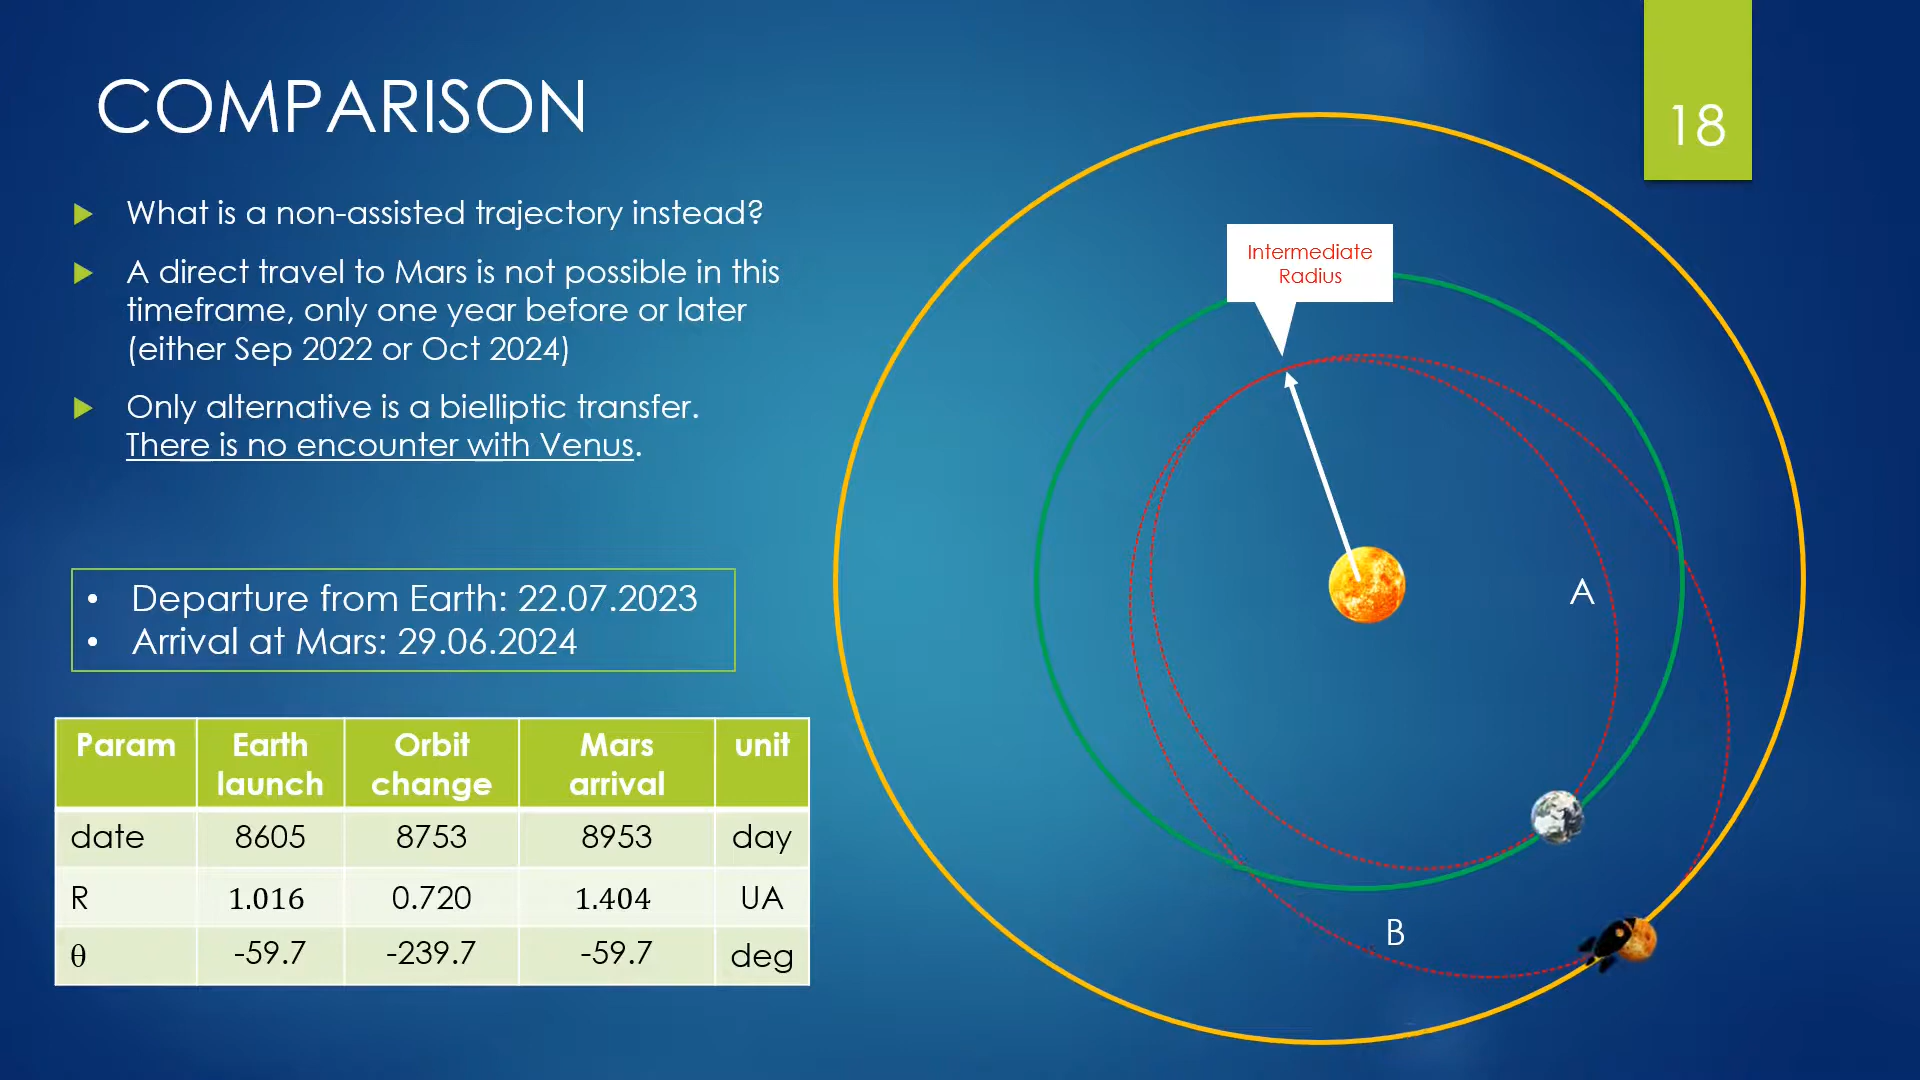 COMPARISON
18
What is a non-assisted trajectory instead?
A direct travel to Mars is not possible in this
timeframe, only one year before or later
(either Sep 2022 or Oct 2024)
Only alternative is a bielliptic transfer.
There is no encounter with Venus.
• Departure from Earth: 22.07.2023
• Arrival at Mars: 29.06.2024
Param Earth launch Orbit change Mars arrival unit
date 8605 8753 8953 day
R 1.016 0.720 1.404 UA
θ -59.7 -239.7 -59.7 deg
Intermediate
Radius
A
B